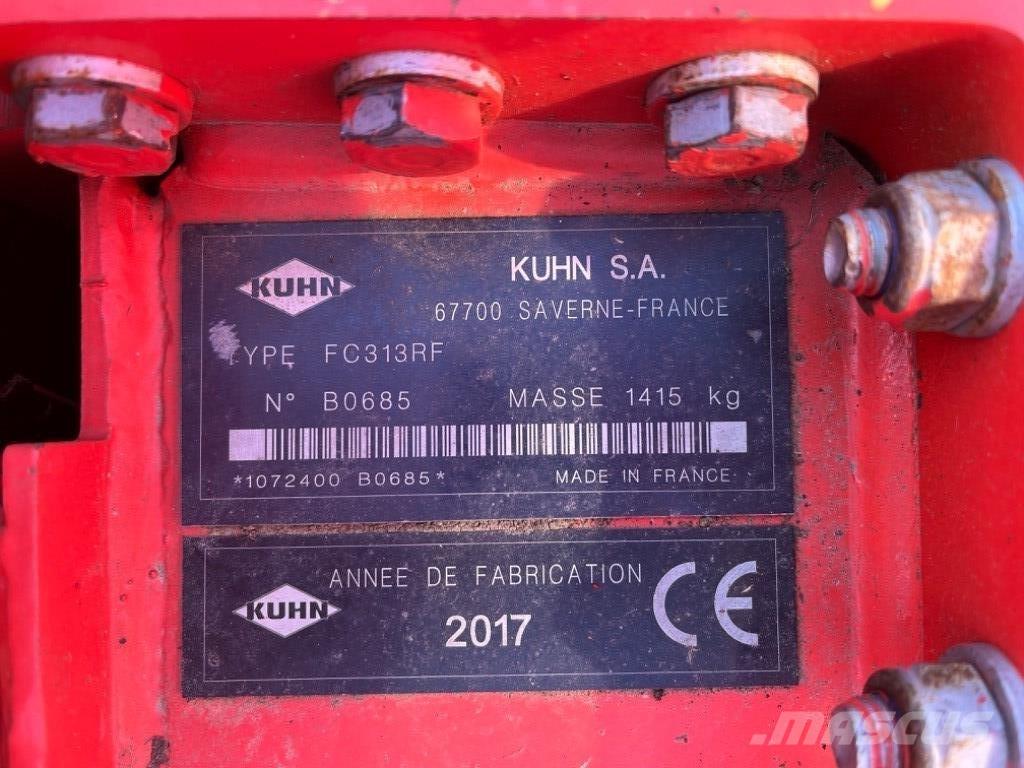 KUHN
KUHN S.A.
67700 SAVERNE-FRANCE
TYPE FC313RF
N° B0685 MASSE 1415 kg
*1072400 B0685* MADE IN FRANCE
KUHN
ANNEE DE FABRICATION
2017
CE
MASCUS